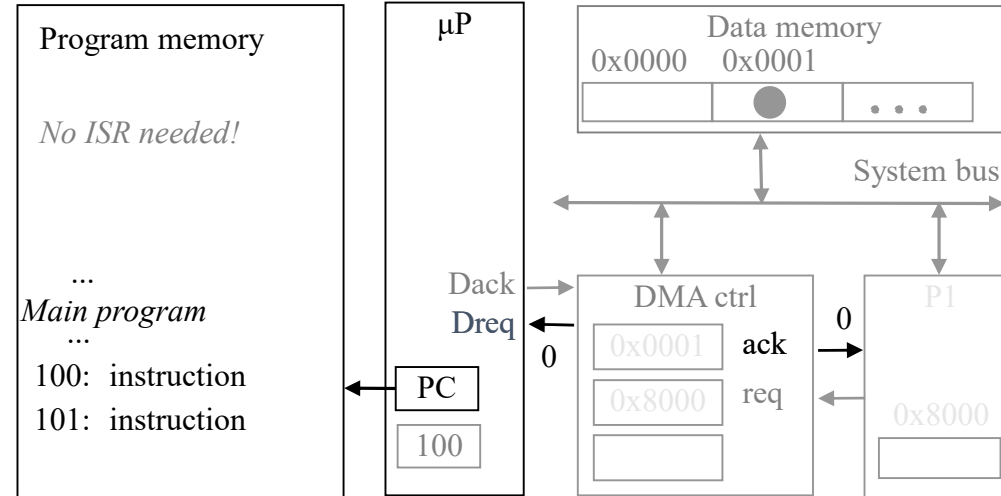 Program memory
No ISR needed!
...
Main program
...
100: instruction
101: instruction
μP
Dack
Dreq
0
PC
100
Data memory
0x0000 0x0001
...
System bus
DMA ctrl
0x0001
ack
0x8000
req
0
P1
0x8000